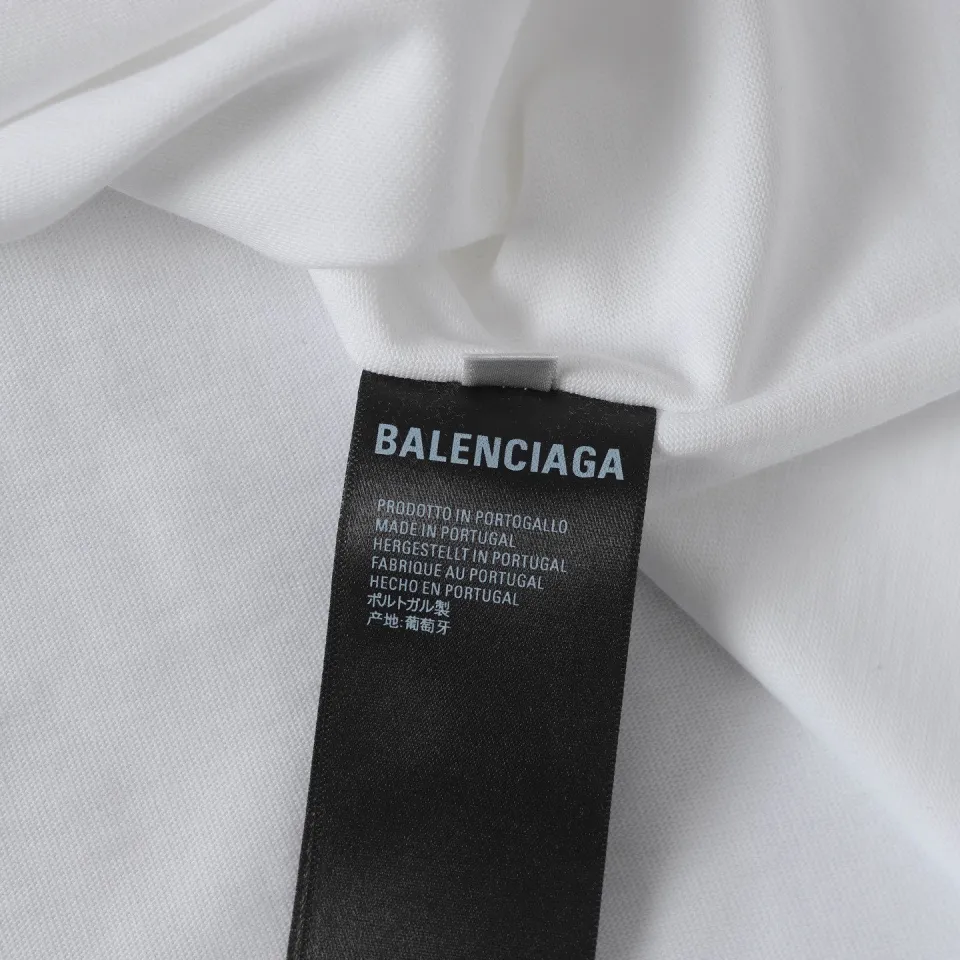 BALENCIAGA
PRODOTTO IN PORTOGALLO
MADE IN PORTUGAL
HERGESTELLT IN PORTUGAL
FABRIQUE AU PORTUGAL
HECHO EN PORTUGAL
ポルトガル製
产地:葡萄牙